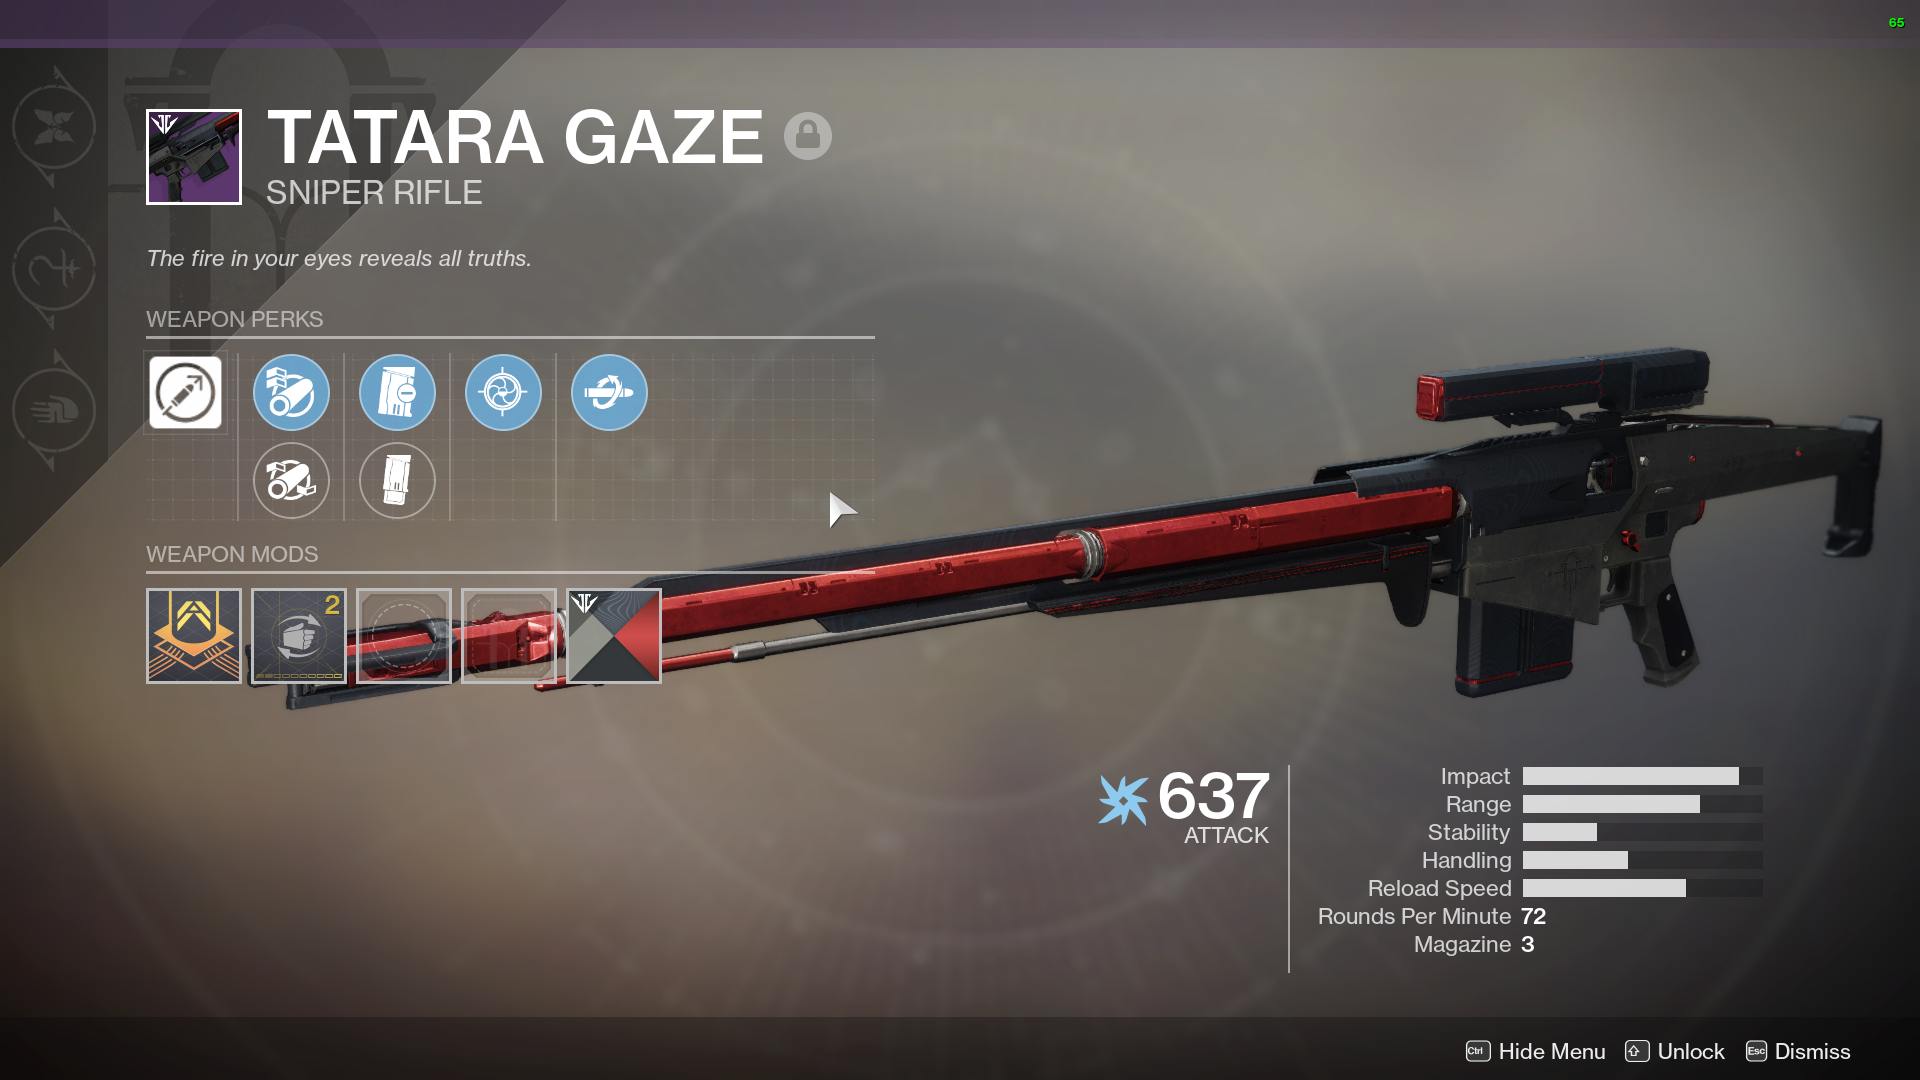 65
TATARA GAZE
SNIPER RIFLE
The fire in your eyes reveals all truths.
WEAPON PERKS
WEAPON MODS
2
637
ATTACK
Impact
Range
Stability
Handling
Reload Speed
Rounds Per Minute 72
Magazine 3
Ctrl Hide Menu Unlock Esc Dismiss